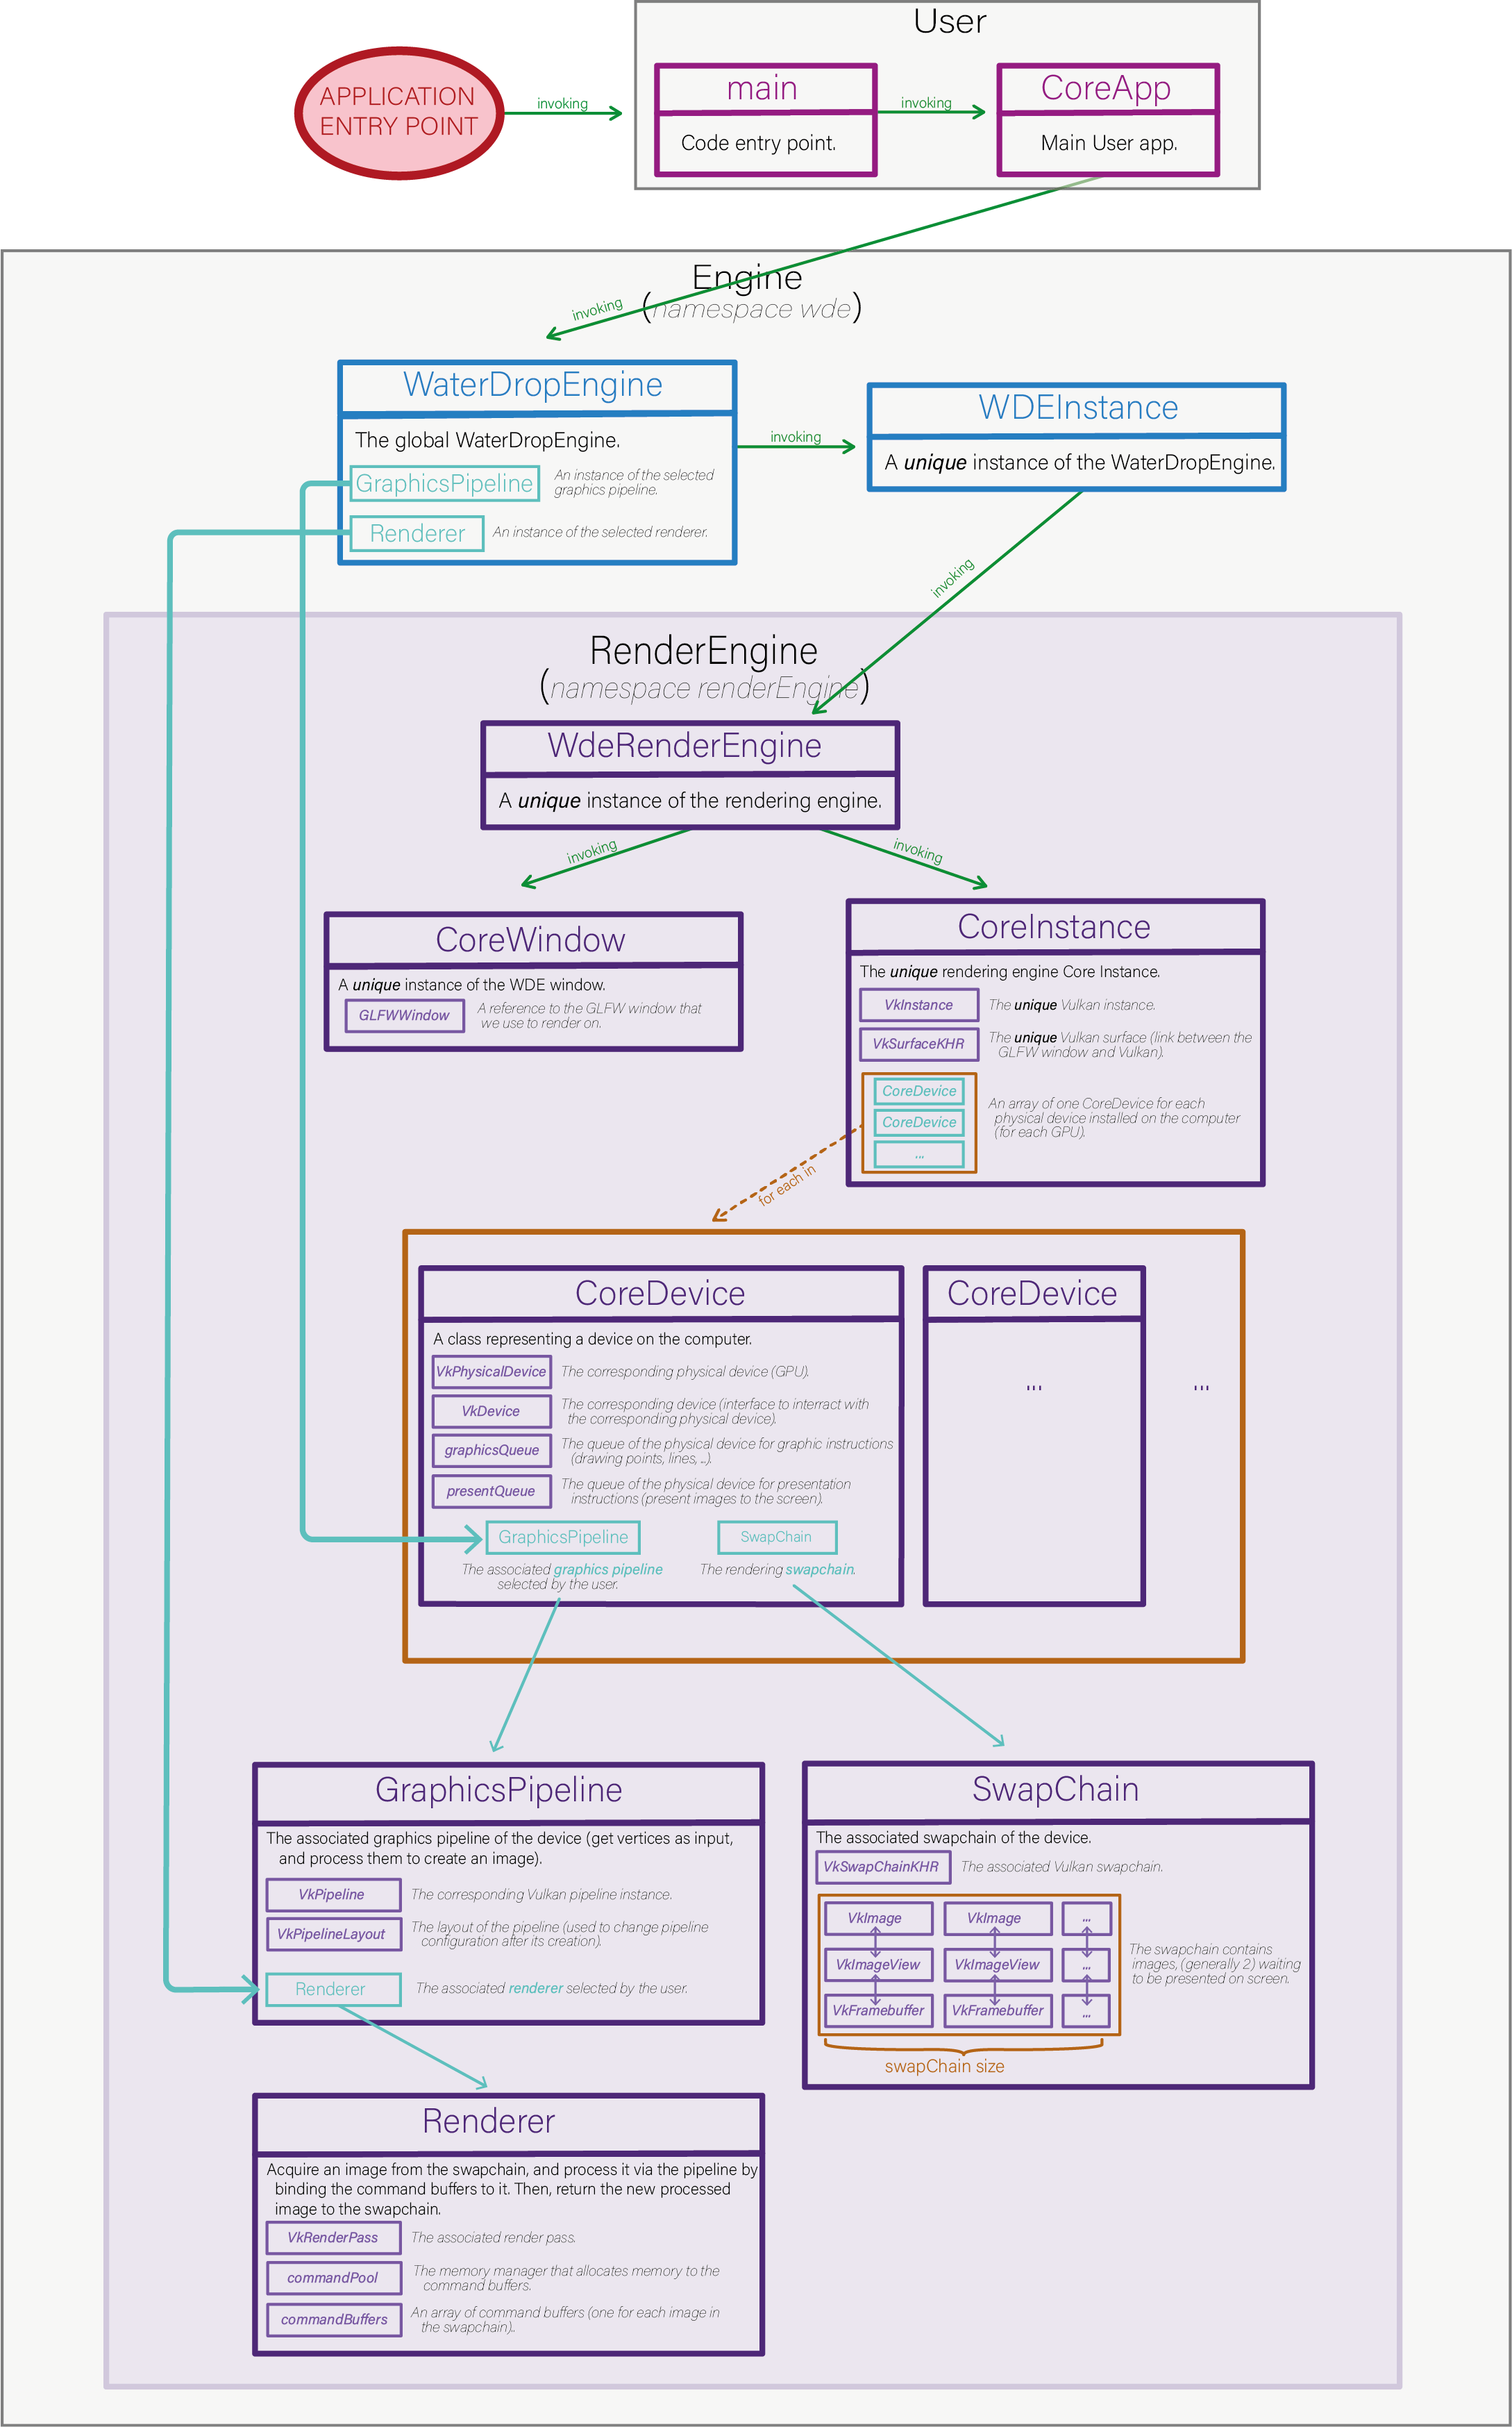 User
APPLICATION
ENTRY POINT
invoking
main
Code entry point.
invoking
CoreApp
Main User app.
Engine
(namespace wde)
invoking
WaterDropEngine
The global WaterDropEngine.
GraphicsPipeline
An instance of the selected
graphics pipeline.
Renderer
An instance of the selected renderer.
invoking
WDEInstance
A unique instance of the WaterDropEngine.
invoking
RenderEngine
(namespace renderEngine)
WdeRenderEngine
A unique instance of the rendering engine.
invoking
invoking
CoreWindow
A unique instance of the WDE window.
GLFWWindow
A reference to the GLFW window that
we use to render on.
CoreInstance
The unique rendering engine Core Instance.
VkInstance
The unique Vulkan instance.
VkSurfaceKHR
The unique Vulkan surface (link between the
GLFW window and Vulkan).
CoreDevice
CoreDevice
...
An array of one CoreDevice for each
physical device installed on the computer
(for each GPU).
for each in
CoreDevice
A class representing a device on the computer.
VkPhysicalDevice
The corresponding physical device (GPU).
VkDevice
The corresponding device (interface to interract with
the corresponding physical device).
graphicsQueue
The queue of the physical device for graphic instructions
(drawing points, lines, ...).
presentQueue
The queue of the physical device for presentation
instructions (present images to the screen).
GraphicsPipeline
The associated graphics pipeline
selected by the user.
SwapChain
The rendering swapchain.
CoreDevice
...
...
GraphicsPipeline
The associated graphics pipeline of the device (get vertices as input,
and process them to create an image).
VkPipeline
The corresponding Vulkan pipeline instance.
VkPipelineLayout
The layout of the pipeline (used to change pipeline
configuration after its creation).
Renderer
The associated renderer selected by the user.
SwapChain
The associated swapchain of the device.
VkSwapChainKHR
The associated Vulkan swapchain.
VkImage
VkImage
...
VkImageView
VkImageView
...
VkFramebuffer
VkFramebuffer
...
The swapchain contains
images, (generally 2) waiting
to be presented on screen.
swapChain size
Renderer
Acquire an image from the swapchain, and process it via the pipeline by
binding the command buffers to it. Then, return the new processed
image to the swapchain.
VkRenderPass
The associated render pass.
commandPool
The memory manager that allocates memory to the
command buffers.
commandBuffers
An array of command buffers (one for each image in
the swapchain)..